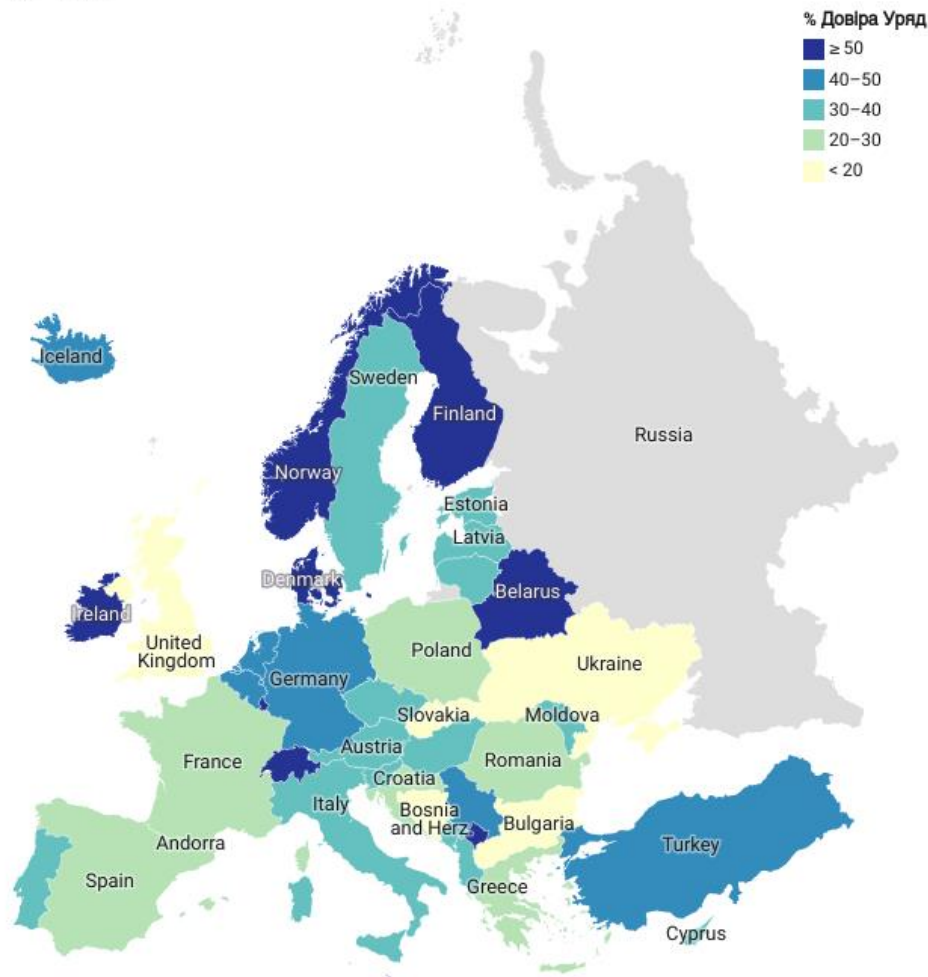 % Довіра Уряд
≥ 50
40–50
30–40
20–30
< 20
Iceland
Sweden
Finland
Norway
Russia
Estonia
Latvia
Denmark
Belarus
Ireland
United
Kingdom
Poland
Ukraine
Germany
Slovakia
Moldova
Austria
France
Romania
Croatia
Italy
Bosnia
and Herz.
Bulgaria
Andorra
Turkey
Spain
Greece
Cyprus